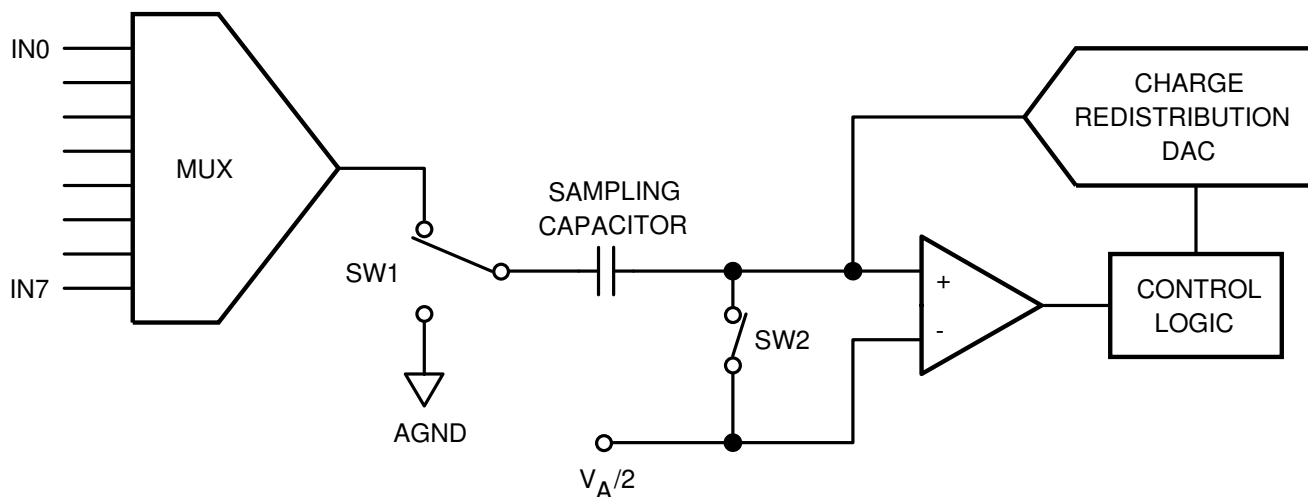 IN0
MUX
IN7
SW1
AGND
SAMPLING
CAPACITOR
SW2
V_A/2
+
-
CHARGE
REDISTRIBUTION
DAC
CONTROL
LOGIC